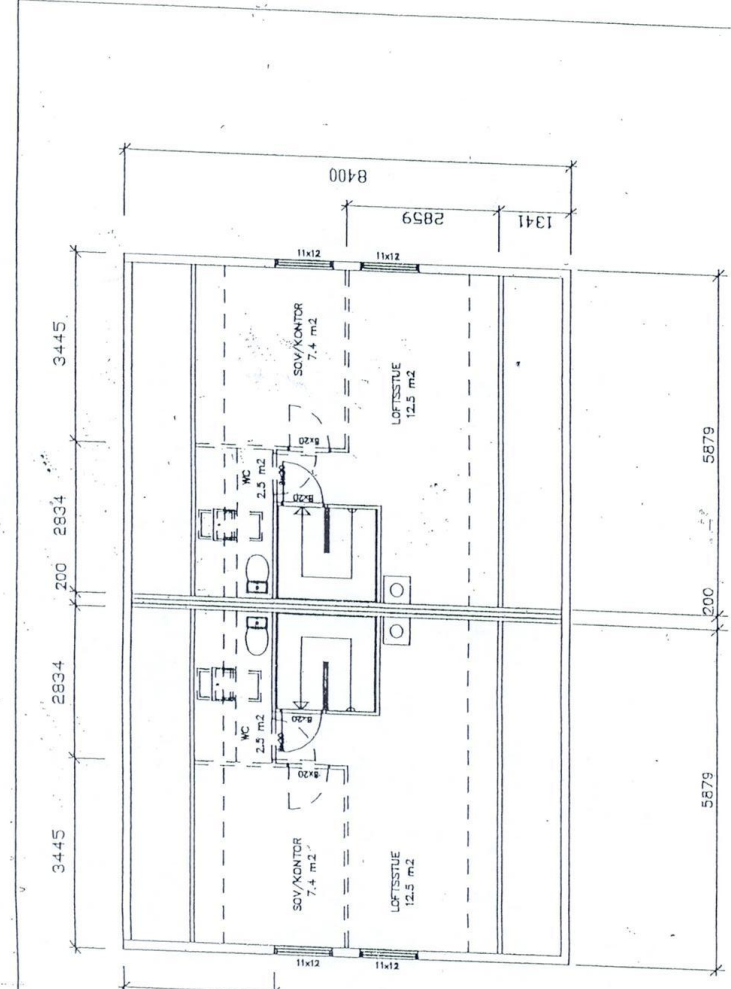 8400
2859
1341
11x12
11x12
3445
SOV/KONTOR
7.4 m2
LOFTSSTUE
12.5 m2
8x20
WC
2.5 m2
8x20
2834
5879
200
200
2834
WC
2.5 m2
8x20
8x20
5879
3445
SOV/KONTOR
7.4 m2
LOFTSSTUE
12.5 m2
11x12
11x12